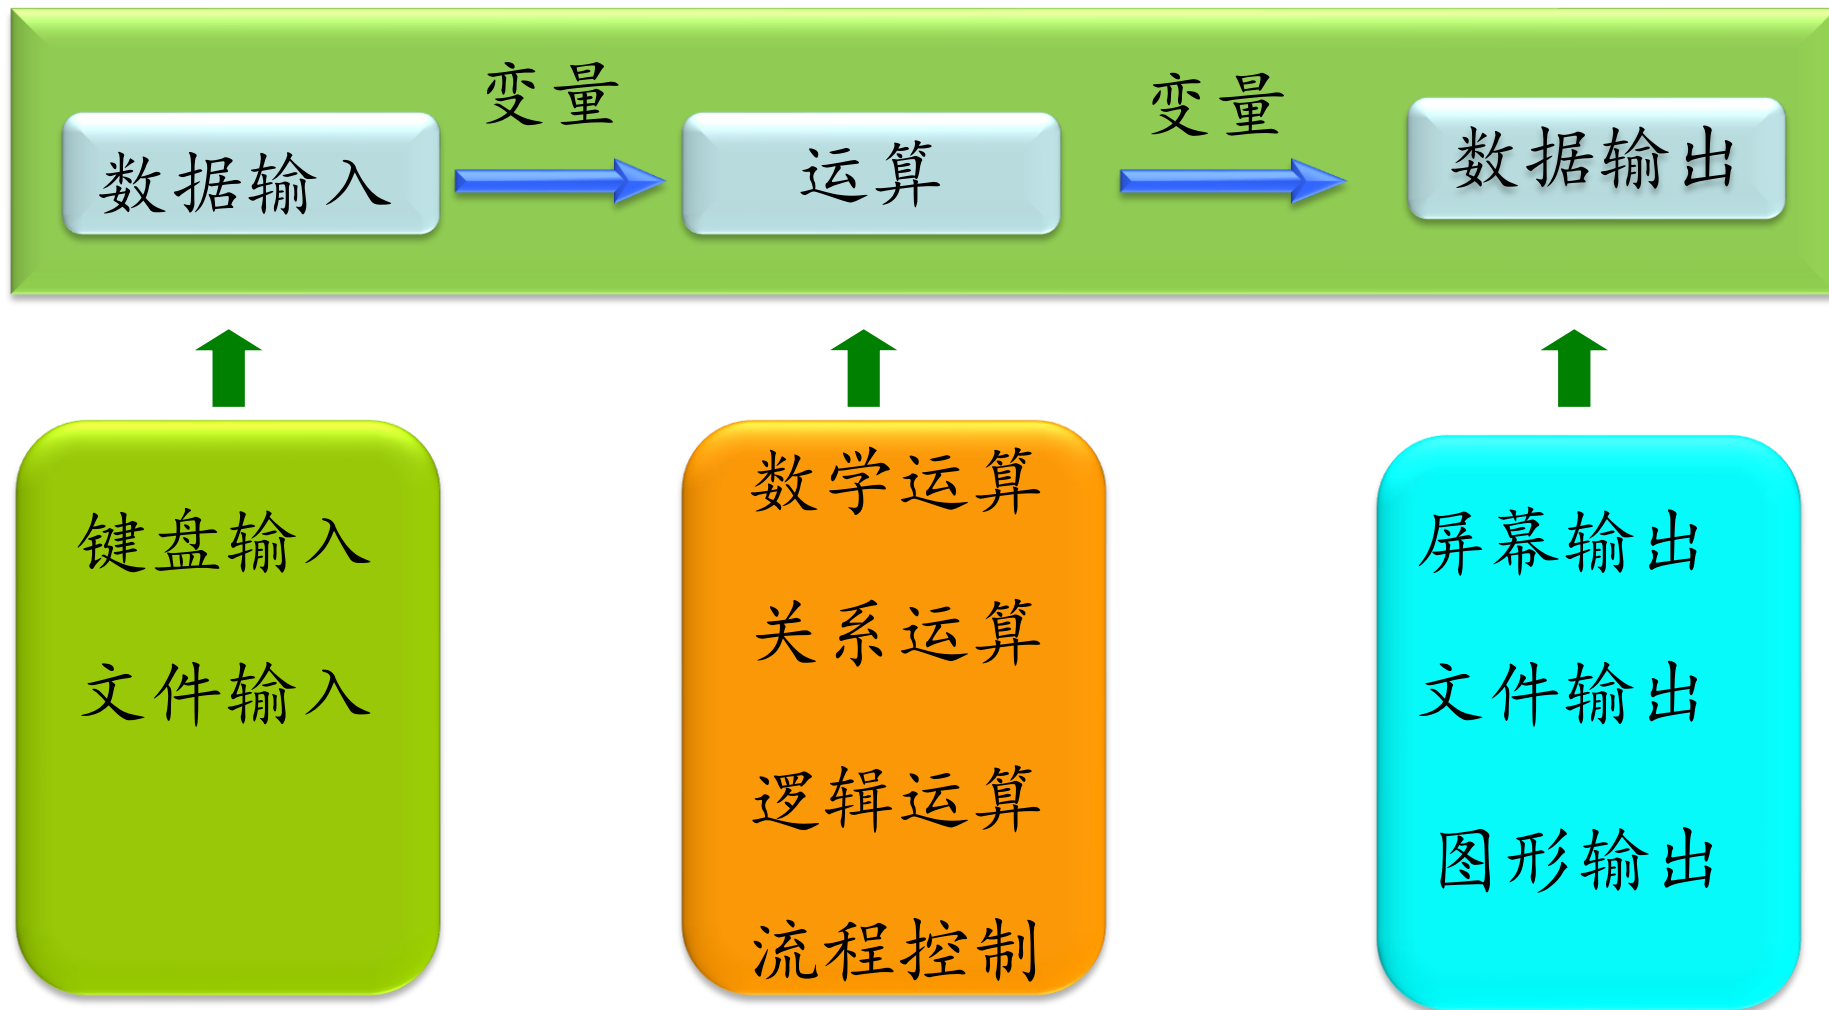 变量
变量
数据输入
运算
数据输出
键盘输入
文件输入
数学运算
关系运算
逻辑运算
流程控制
屏幕输出
文件输出
图形输出